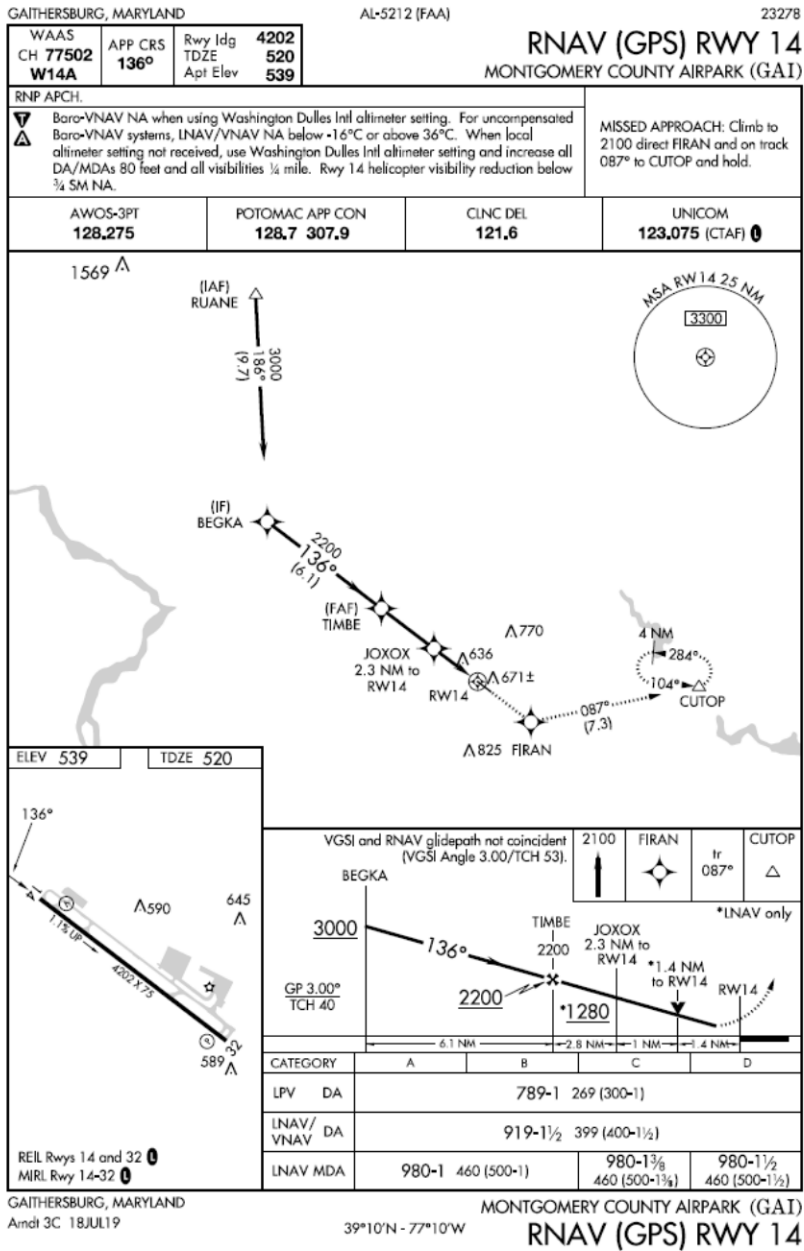 GAITHERSBURG, MARYLAND
AL-5212 (FAA)
23278
WAAS
CH 77502
W14A
APP CRS
136°
Rwy ldg 4202
TDZE 520
Apt Elev 539
RNAV (GPS) RWY 14
MONTGOMERY COUNTY AIRPARK (GAI)
RNP APCH.
T
A
Baro-VNAV NA when using Washington Dulles Intl altimeter setting. For uncompensated
Baro-VNAV systems, LNAV/VNAV NA below -16°C or above 36°C. When local
altimeter setting not received, use Washington Dulles Intl altimeter setting and increase all
DA/MDAs 80 feet and all visibilities ¼ mile. Rwy 14 helicopter visibility reduction below
¾ SM NA.
MISSED APPROACH: Climb to
2100 direct FIRAN and on track
087° to CUTOP and hold.
AWOS-3PT
128.275
POTOMAC APP CON
128.7 307.9
CLNC DEL
121.6
UNICOM
123.075 (CTAF) L
1569
(IAF)
RUANE
3000
186°
(9.7)
MSA RW14 25 NM
3300
(IF)
BEGKA
2200
136°
(6.1)
(FAF)
TIMBE
JOXOX
2.3 NM to
RW14
636
770
671±
RW14
4 NM
284°
104°
CUTOP
087°
(7.3)
825
FIRAN
ELEV 539
TDZE 520
136°
14
A
590
645
1.1% UP
4202 X 75
P
589
32
REIL Rwys 14 and 32 L
MIRL Rwy 14-32 L
VGSI and RNAV glidepath not coincident
(VGSI Angle 3.00/TCH 53).
2100
FIRAN
tr
087°
CUTOP
BEGKA
*LNAV only
3000
136°
TIMBE
2200
JOXOX
2.3 NM to
RW14
*1.4 NM
to RW14
RW14
GP 3.00°
TCH 40
2200
*1280
6.1 NM
2.8 NM
1 NM
1.4 NM
CATEGORY A B C D
LPV DA 789-1 269 (300-1)
LNAV/
VNAV DA 919-1½ 399 (400-1½)
LNAV MDA 980-1 460 (500-1)
980-1⅜
460 (500-1⅜)
980-1½
460 (500-1½)
GAITHERSBURG, MARYLAND
Amdt 3C 18JUL19
39°10'N - 77°10'W
MONTGOMERY COUNTY AIRPARK (GAI)
RNAV (GPS) RWY 14